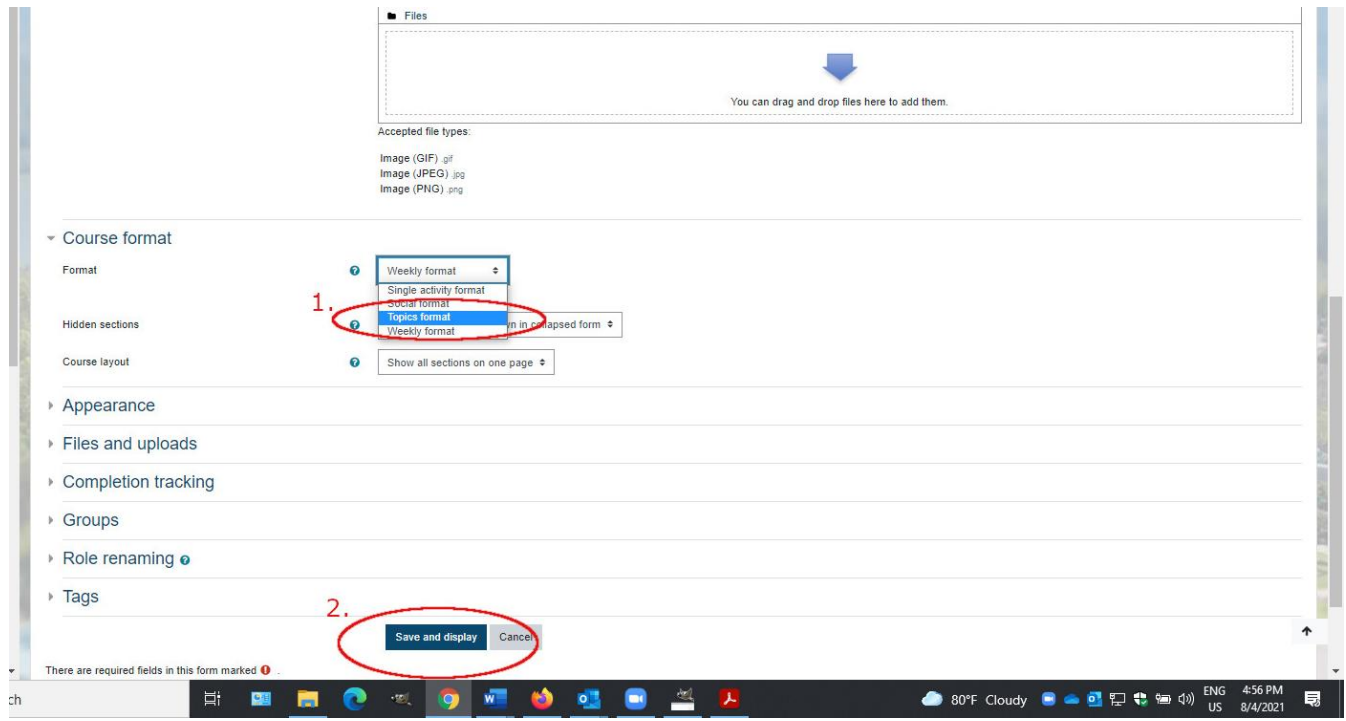 Files
You can drag and drop files here to add them.
Accepted file types:
Image (GIF) .gif
Image (JPEG) .jpg
Image (PNG) .png
Course format
Format
Weekly format
Single activity format
1.
Social format
Topics format
Weekly format
Hidden sections
wn in collapsed form
Course layout
Show all sections on one page
Appearance
Files and uploads
Completion tracking
Groups
Role renaming
Tags
2.
Save and display Cancel
There are required fields in this form marked .
ch
80°F Cloudy
ENG
US
4:56 PM
8/4/2021